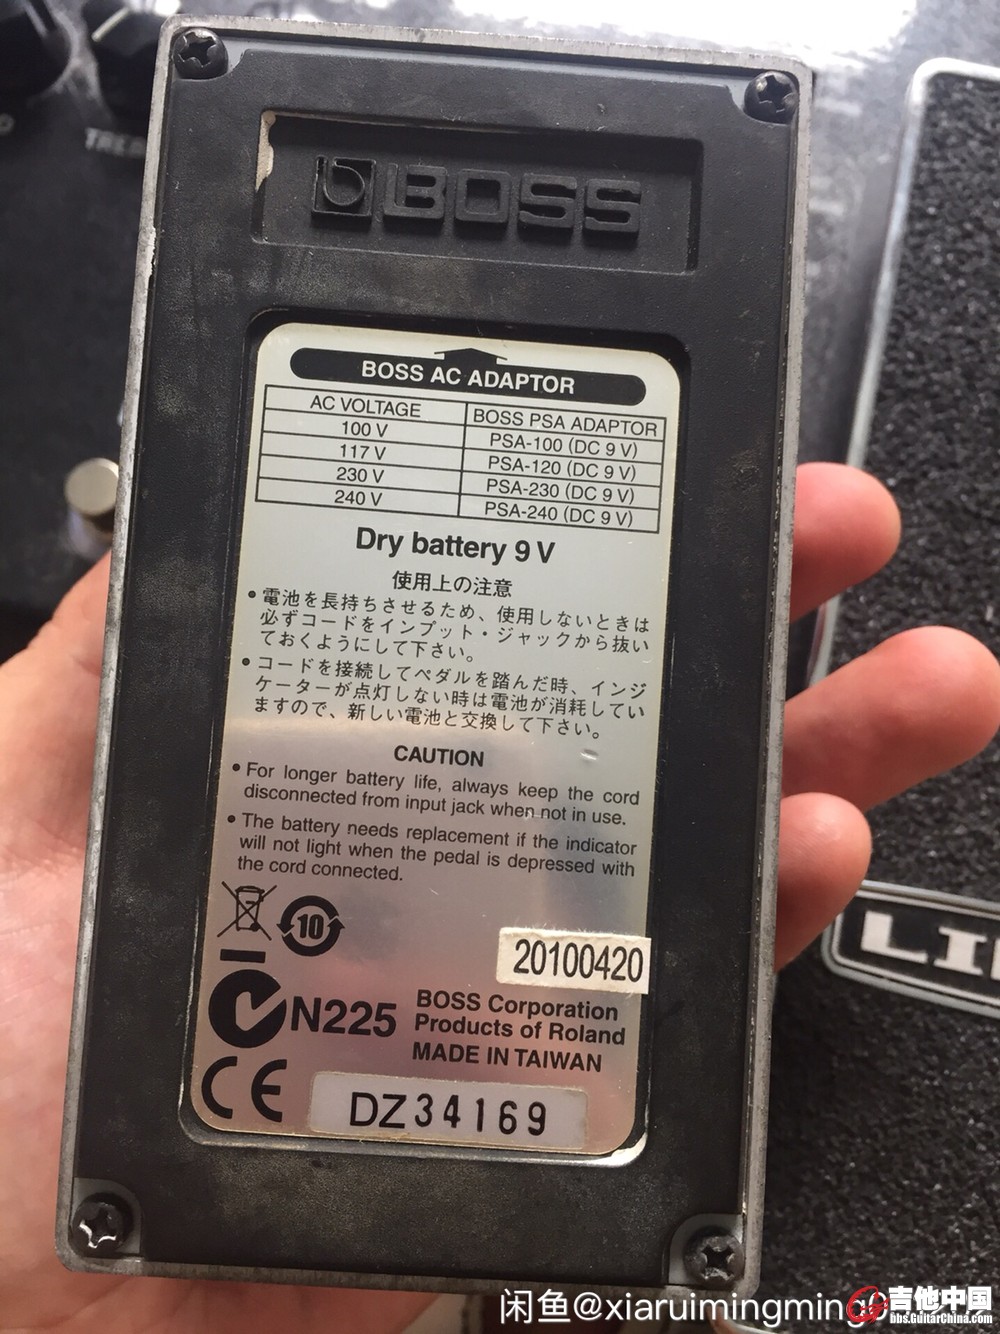 BOSS
BOSS AC ADAPTOR
AC VOLTAGE BOSS PSA ADAPTOR
100 V PSA-100 (DC 9 V)
117 V PSA-120 (DC 9 V)
230 V PSA-230 (DC 9 V)
240 V PSA-240 (DC 9 V)
Dry battery 9 V
使用上の注意
• 電池を長持ちさせるため、使用しないときは
必ずコードをインプット・ジャックから抜い
ておくようにして下さい。
• コードを接続してペダルを踏んだ時、インジ
ケーターが点灯しない時は電池が消耗してい
ますので、新しい電池と交換して下さい。
CAUTION
• For longer battery life, always keep the cord
disconnected from input jack when not in use.
• The battery needs replacement if the indicator
will not light when the pedal is depressed with
the cord connected.
10
20100420
N225
BOSS Corporation
Products of Roland
MADE IN TAIWAN
CE
DZ34169
闲鱼@xiaruimingming
吉他中国
bbs.GuitarChina.com